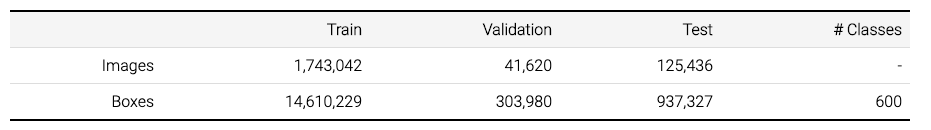 Train Validation Test # Classes
Images 1,743,042 41,620 125,436 -
Boxes 14,610,229 303,980 937,327 600